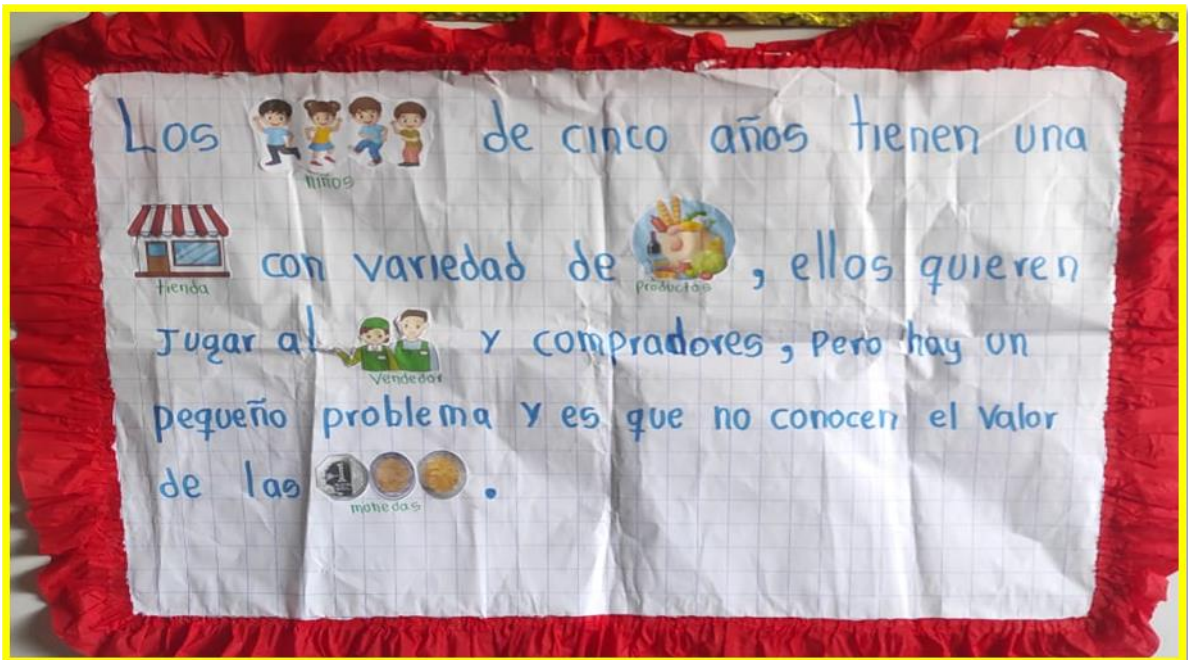 Los niños de cinco años tienen una
tienda con variedad de productos, ellos quieren
Jugar al vendedor y compradores, Pero hay un
pequeño problema y es que no conocen el valor
de las 1 monedas.